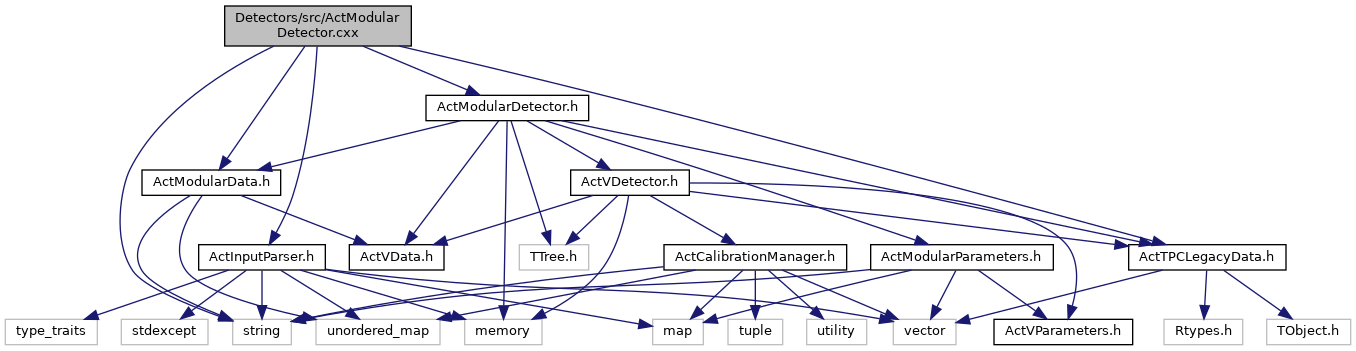 Detectors/src/ActModular
Detector.cxx
ActModularDetector.h
ActModularData.h
ActVDetector.h
ActInputParser.h
ActVData.h
TTree.h
ActCalibrationManager.h
ActModularParameters.h
ActTPCLegacyData.h
type_traits
stdexcept
string
unordered_map
memory
map
tuple
utility
vector
ActVParameters.h
Rtypes.h
TObject.h